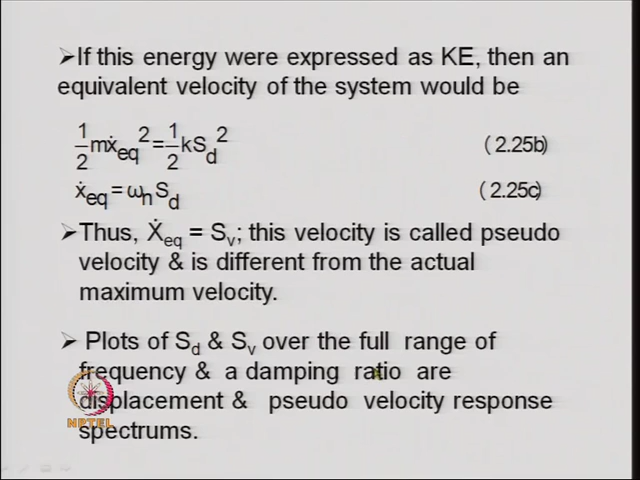 ➢If this energy were expressed as KE, then an
equivalent velocity of the system would be
1/2 mẋeq² = 1/2 kSd² (2.25b)
ẋeq = ωn Sd (2.25c)
➢Thus, Ẋeq = Sv; this velocity is called pseudo
velocity & is different from the actual
maximum velocity.
➢ Plots of Sd & Sv over the full range of
frequency & a damping ratio are
displacement & pseudo velocity response
spectrums.
NPTEL